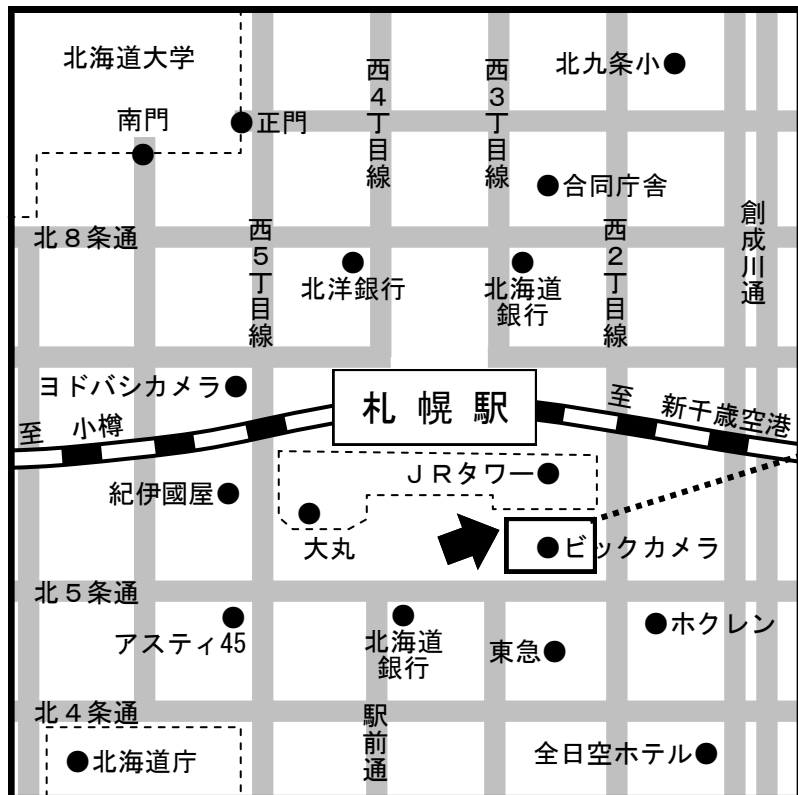 北海道大学
南門
正門
西4丁目線
西3丁目線
北九条小
合同庁舎
北8条通
西5丁目線
西2丁目線
創成川通
北洋銀行
北海道
銀行
ヨドバシカメラ
札幌駅
至 小樽
至 新千歳空港
JRタワー
紀伊國屋
大丸
ビックカメラ
北5条通
アスティ45
北海道
銀行
東急
ホクレン
北4条通
駅前通
北海道庁
全日空ホテル